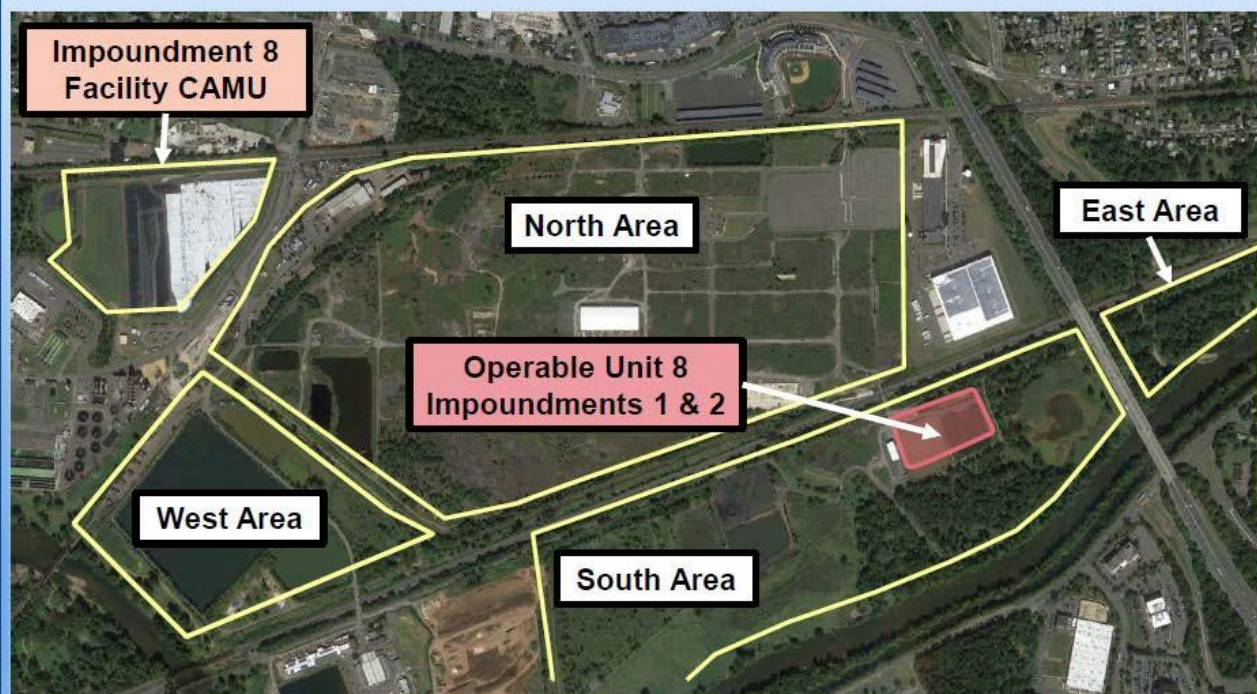 Impoundment 8
Facility CAMU
North Area
East Area
Operable Unit 8
Impoundments 1 & 2
West Area
South Area